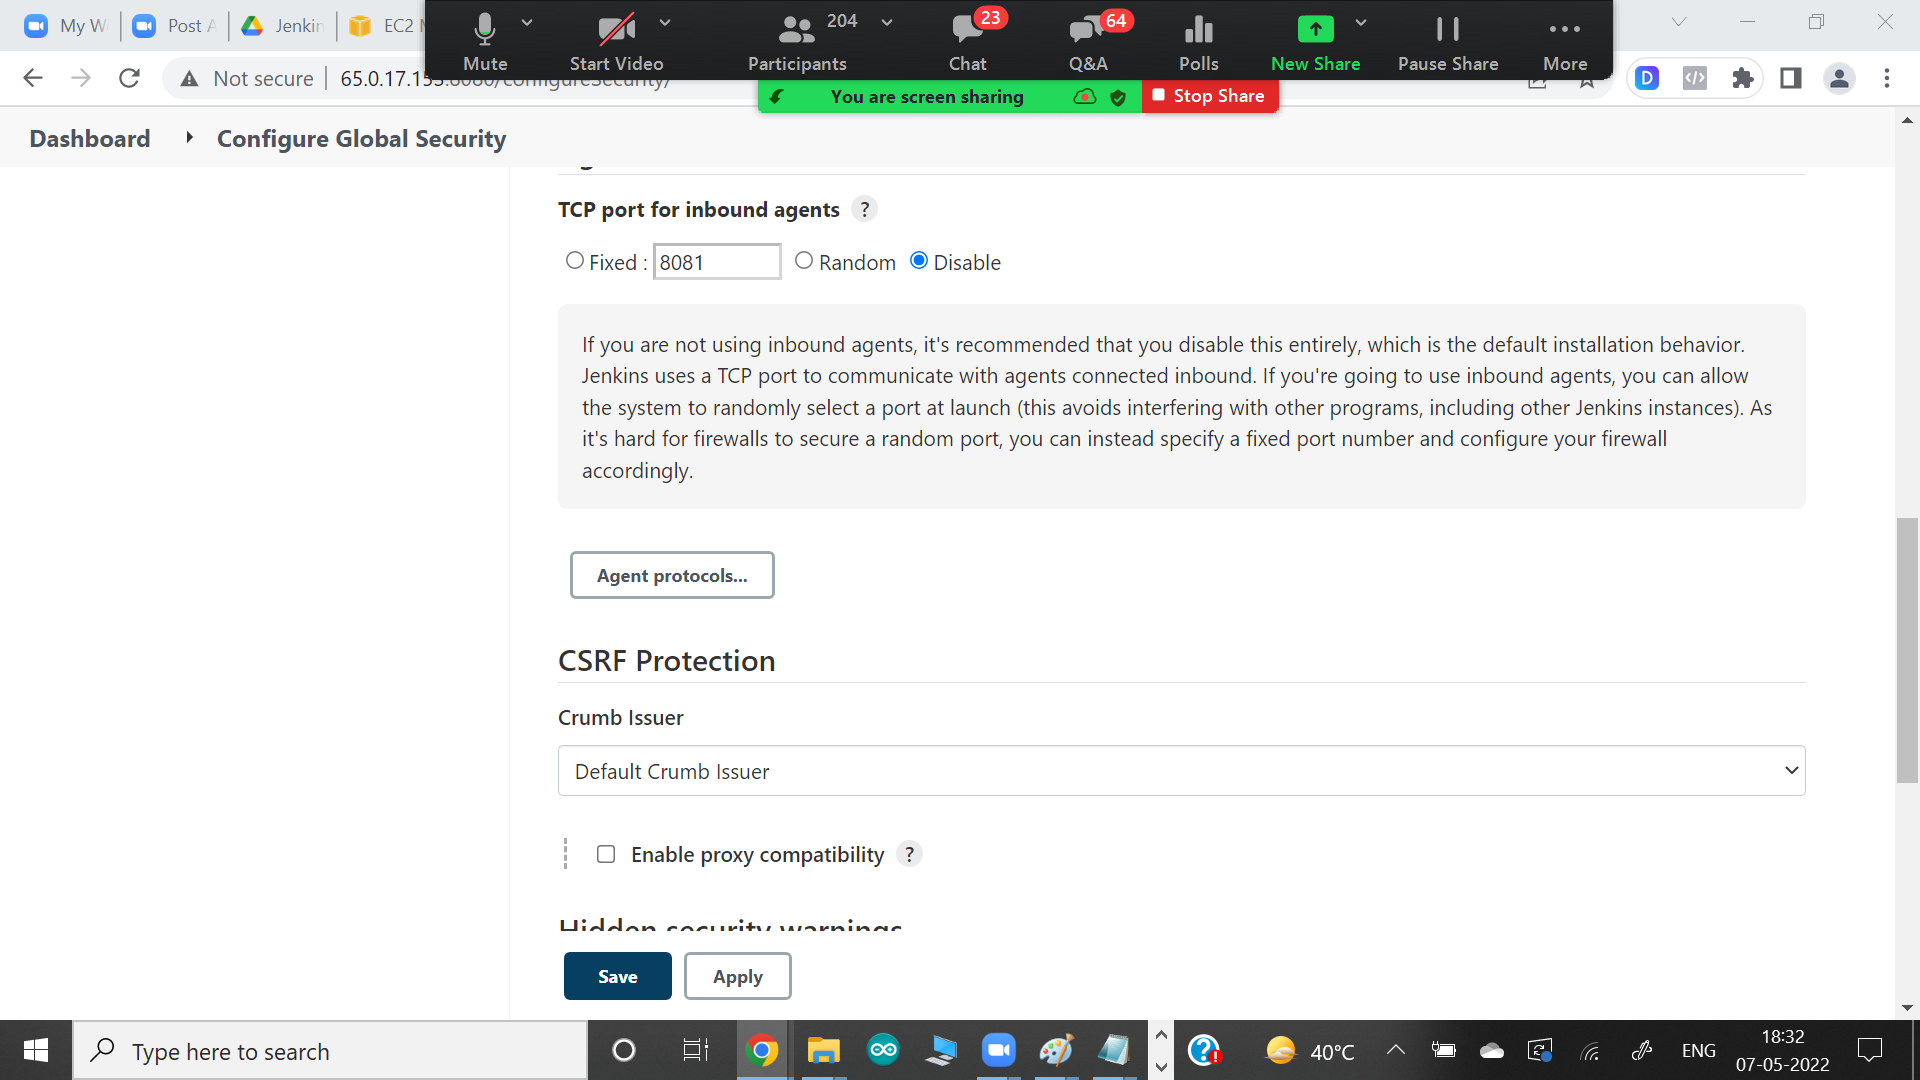 My W
Post A
Jenkin
EC2 M
204
23
64
Mute
Start Video
Participants
Chat
Q&A
Polls
New Share
Pause Share
More
Not secure
You are screen sharing
Stop Share
Dashboard
Configure Global Security
TCP port for inbound agents ?
Fixed : 8081 Random Disable
If you are not using inbound agents, it's recommended that you disable this entirely, which is the default installation behavior.
Jenkins uses a TCP port to communicate with agents connected inbound. If you're going to use inbound agents, you can allow
the system to randomly select a port at launch (this avoids interfering with other programs, including other Jenkins instances). As
it's hard for firewalls to secure a random port, you can instead specify a fixed port number and configure your firewall
accordingly.
Agent protocols...
CSRF Protection
Crumb Issuer
Default Crumb Issuer
Enable proxy compatibility ?
Hidden security warnings
Save
Apply
Type here to search
40°C
ENG
18:32
07-05-2022